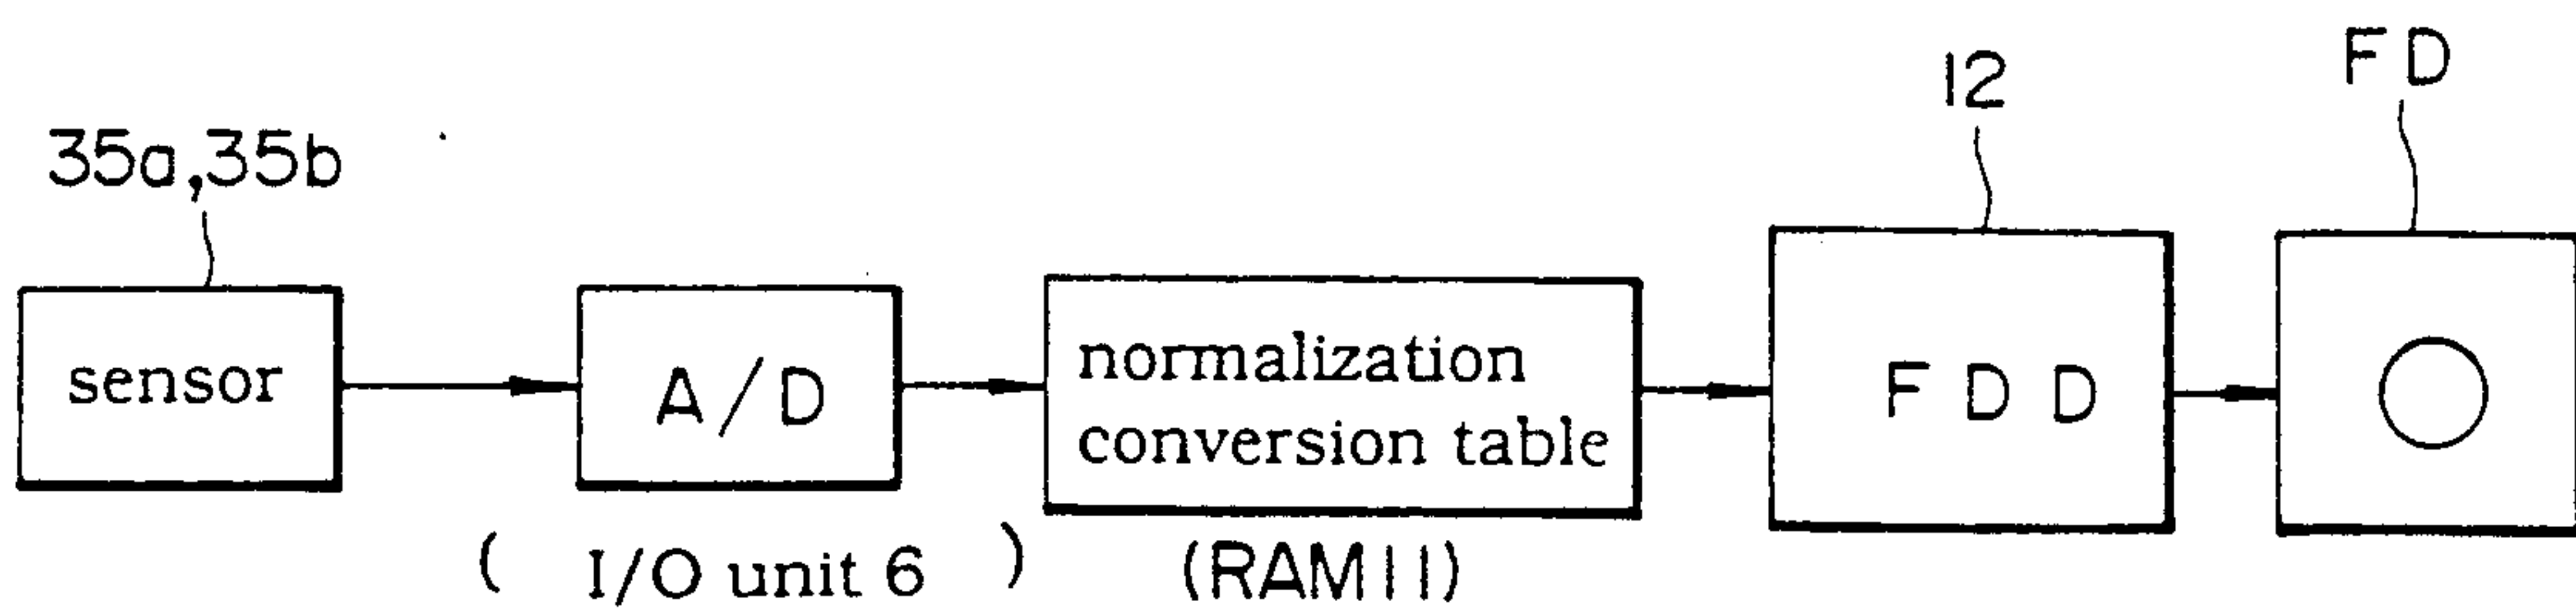 35a,35b
12
FD
sensor
A/D
normalization
conversion table
FDD
( I/O unit 6 )
(RAM11)